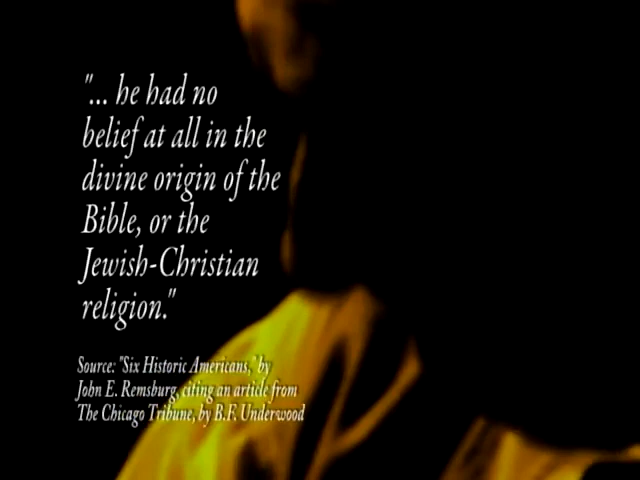 "... he had no
belief at all in the
divine origin of the
Bible, or the
Jewish-Christian
religion."
Source: "Six Historic Americans," by
John E. Remsburg, citing an article from
The Chicago Tribune, by B.F. Underwood